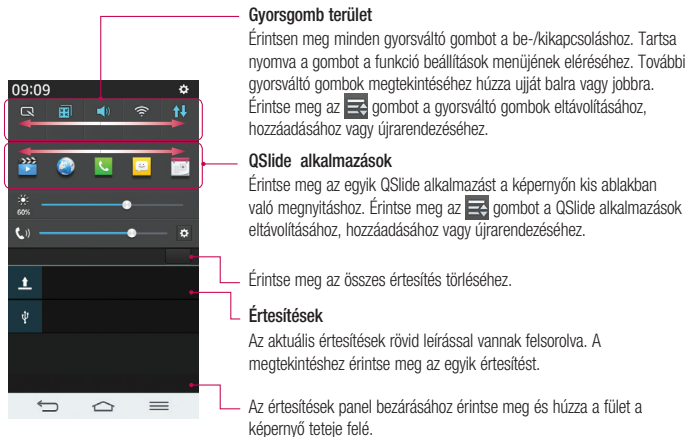 Gyorsgomb terület
Érintsen meg minden gyorsváltó gombot a be-/kikapcsoláshoz. Tartsa
nyomva a gombot a funkció beállítások menüjének eléréséhez. További
gyorsváltó gombok megtekintéséhez húzza ujját balra vagy jobbra.
Érintse meg az gombot a gyorsváltó gombok eltávolításához,
hozzáadásához vagy újrarendezéséhez.
09:09
QSlide alkalmazások
Érintse meg az egyik QSlide alkalmazást a képernyőn kis ablakban
való megnyitáshoz. Érintse meg az gombot a QSlide alkalmazások
eltávolításához, hozzáadásához vagy újrarendezéséhez.
60%
Érintse meg az összes értesítés törléséhez.
Értesítések
Az aktuális értesítések rövid leírással vannak felsorolva. A
megtekintéshez érintse meg az egyik értesítést.
Az értesítések panel bezárásához érintse meg és húzza a fület a
képernyő teteje felé.